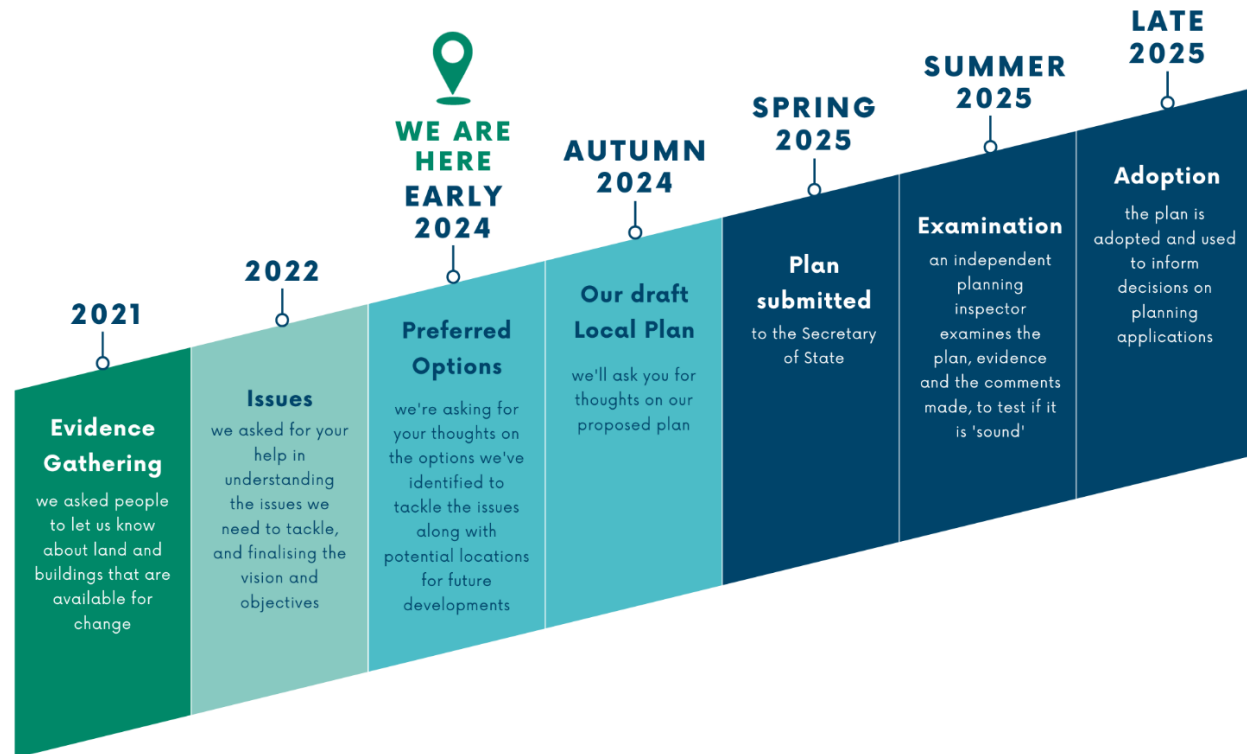 2021
Evidence
Gathering
we asked people
to let us know
about land and
buildings that are
available for
change
2022
Issues
we asked for your
help in
understanding
the issues we
need to tackle,
and finalising the
vision and
objectives
WE ARE
HERE
EARLY
2024
Preferred
Options
we're asking for
your thoughts on
the options we've
identified to
tackle the issues
along with
potential locations
for future
developments
AUTUMN
2024
Our draft
Local Plan
we'll ask you for
thoughts on our
proposed plan
SPRING
2025
Plan
submitted
to the Secretary
of State
SUMMER
2025
Examination
an independent
planning
inspector
examines the
plan, evidence
and the comments
made, to test if it
is 'sound'
LATE
2025
Adoption
the plan is
adopted and used
to inform
decisions on
planning
applications